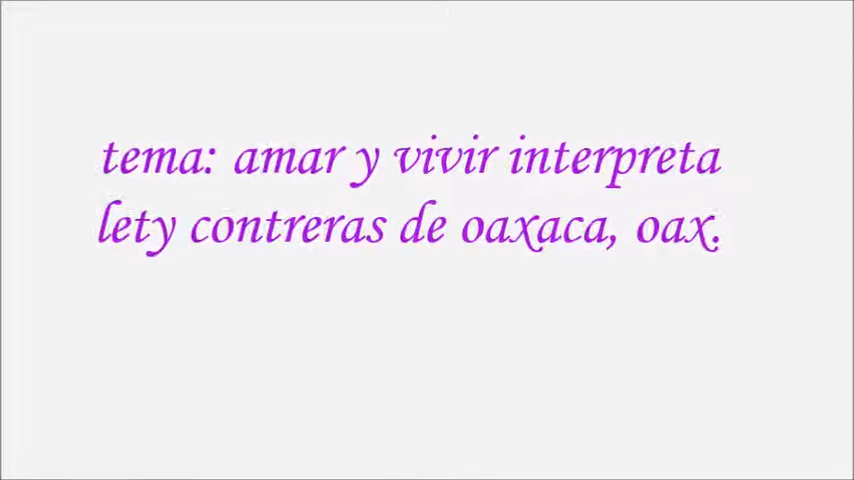 tema: amar y vivir interpreta
lety contreras de oaxaca, oax.